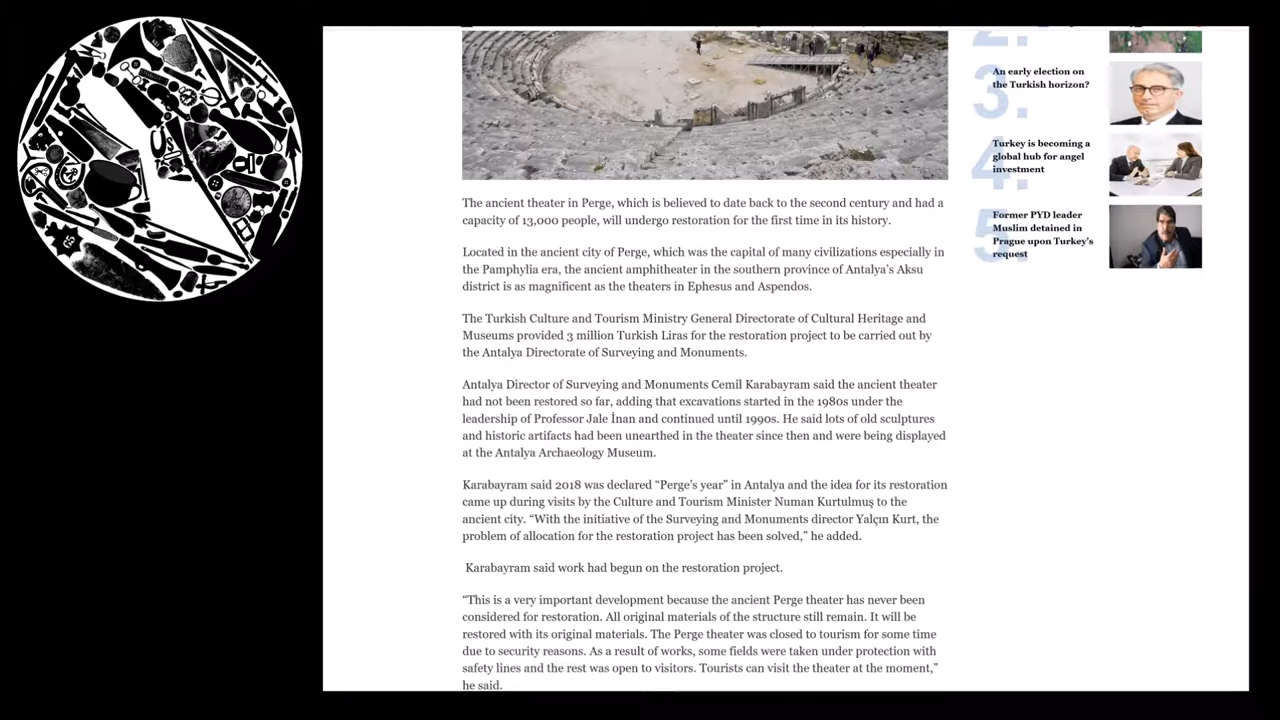 The ancient theater in Perge, which is believed to date back to the second century and had a
capacity of 13,000 people, will undergo restoration for the first time in its history.
Located in the ancient city of Perge, which was the capital of many civilizations especially in
the Pamphylia era, the ancient amphitheater in the southern province of Antalya's Aksu
district is as magnificent as the theaters in Ephesus and Aspendos.
The Turkish Culture and Tourism Ministry General Directorate of Cultural Heritage and
Museums provided 3 million Turkish Liras for the restoration project to be carried out by
the Antalya Directorate of Surveying and Monuments.
Antalya Director of Surveying and Monuments Cemil Karabayram said the ancient theater
had not been restored so far, adding that excavations started in the 1980s under the
leadership of Professor Jale İnan and continued until 1990s. He said lots of old sculptures
and historic artifacts had been unearthed in the theater since then and were being displayed
at the Antalya Archaeology Museum.
Karabayram said 2018 was declared “Perge's year” in Antalya and the idea for its restoration
came up during visits by the Culture and Tourism Minister Numan Kurtulmuş to the
ancient city. “With the initiative of the Surveying and Monuments director Yalçın Kurt, the
problem of allocation for the restoration project has been solved,” he added.
Karabayram said work had begun on the restoration project.
“This is a very important development because the ancient Perge theater has never been
considered for restoration. All original materials of the structure still remain. It will be
restored with its original materials. The Perge theater was closed to tourism for some time
due to security reasons. As a result of works, some fields were taken under protection with
safety lines and the rest was open to visitors. Tourists can visit the theater at the moment,”
he said.
2.
3.
An early election on
the Turkish horizon?
4.
Turkey is becoming a
global hub for angel
investment
5.
Former PYD leader
Muslim detained in
Prague upon Turkey's
request